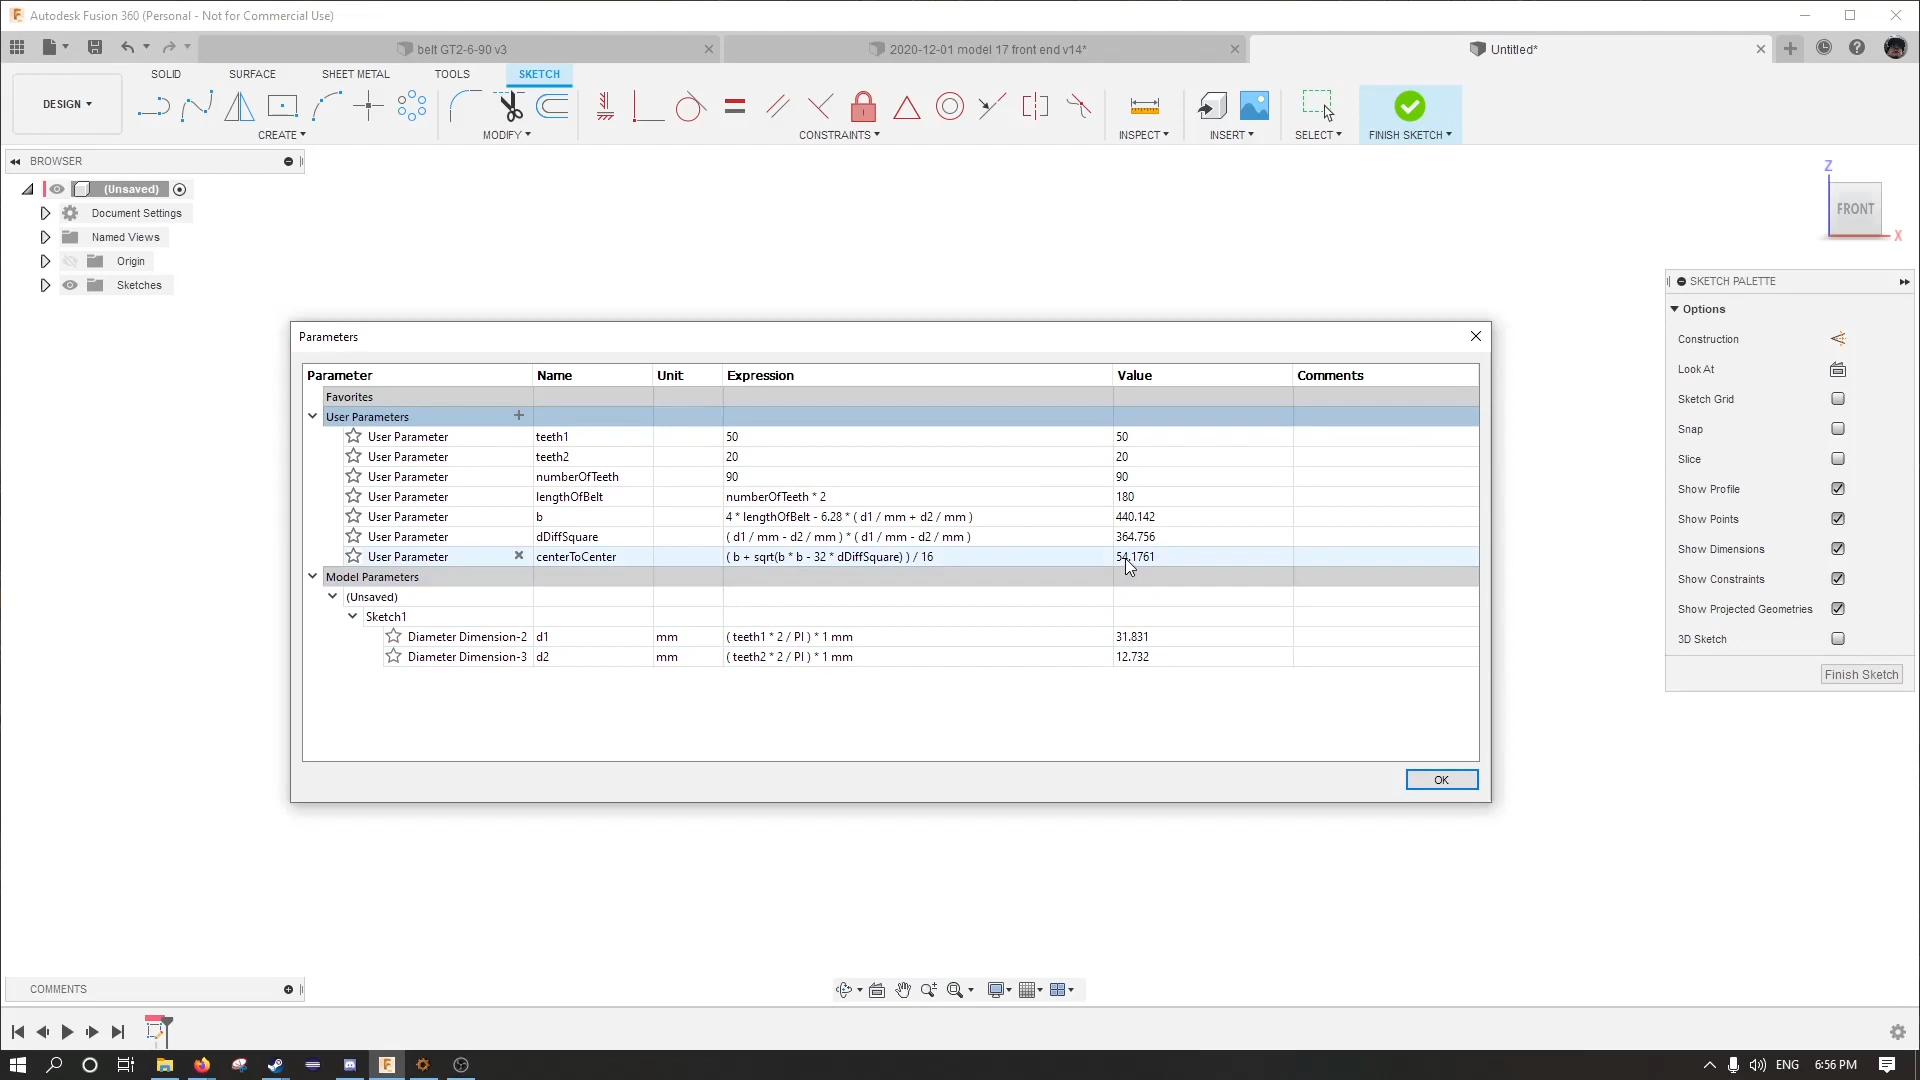 Autodesk Fusion 360 (Personal - Not for Commercial Use)
belt GT2-6-90 v3
2020-12-01 model 17 front end v14*
Untitled*
SOLID SURFACE SHEET METAL TOOLS SKETCH
DESIGN
CREATE MODIFY CONSTRAINTS INSPECT INSERT SELECT FINISH SKETCH
BROWSER
(Unsaved)
Document Settings
Named Views
Origin
Sketches
Z
FRONT
X
SKETCH PALETTE
Options
Construction
Look At
Sketch Grid
Snap
Slice
Show Profile
Show Points
Show Dimensions
Show Constraints
Show Projected Geometries
3D Sketch
Finish Sketch
Parameters
Parameter Name Unit Expression Value Comments
Favorites
User Parameters
User Parameter teeth1 50 50
User Parameter teeth2 20 20
User Parameter numberOfTeeth 90 90
User Parameter lengthOfBelt numberOfTeeth * 2 180
User Parameter b 4 * lengthOfBelt - 6.28 * ( d1 / mm + d2 / mm ) 440.142
User Parameter dDiffSquare ( d1 / mm - d2 / mm ) * ( d1 / mm - d2 / mm ) 364.756
User Parameter centerToCenter ( b + sqrt(b * b - 32 * dDiffSquare) ) / 16 54.1761
Model Parameters
(Unsaved)
Sketch1
Diameter Dimension-2 d1 mm ( teeth1 * 2 / PI ) * 1 mm 31.831
Diameter Dimension-3 d2 mm ( teeth2 * 2 / PI ) * 1 mm 12.732
OK
COMMENTS
ENG 6:56 PM